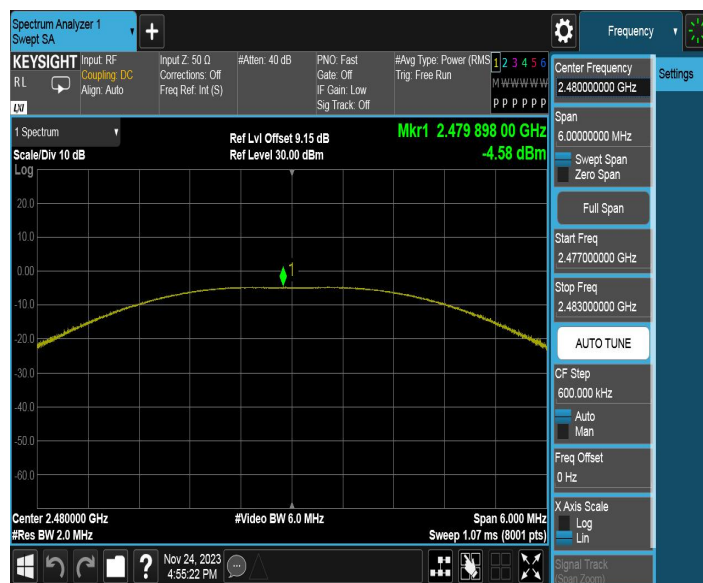 Spectrum Analyzer 1
Swept SA
Frequency
KEYSIGHT
RL
LXI
Input: RF
Coupling: DC
Align: Auto
Input Z: 50 Ω
Corrections: Off
Freq Ref: Int (S)
#Atten: 40 dB
PNO: Fast
Gate: Off
IF Gain: Low
Sig Track: Off
#Avg Type: Power (RMS
Trig: Free Run
1 2 3 4 5 6
M W W W W W
P P P P P P
Center Frequency
2.480000000 GHz
Settings
Span
6.00000000 MHz
Swept Span
Zero Span
Full Span
Start Freq
2.477000000 GHz
Stop Freq
2.483000000 GHz
AUTO TUNE
CF Step
600.000 kHz
Auto
Man
Freq Offset
0 Hz
X Axis Scale
Log
Lin
Signal Track
(Span Zoom)
1 Spectrum
Scale/Div 10 dB
Log
Ref Lvl Offset 9.15 dB
Ref Level 30.00 dBm
Mkr1 2.479 898 00 GHz
-4.58 dBm
20.0
10.0
0.00
-10.0
-20.0
-30.0
-40.0
-50.0
-60.0
1
Center 2.480000 GHz
#Res BW 2.0 MHz
#Video BW 6.0 MHz
Span 6.000 MHz
Sweep 1.07 ms (8001 pts)
Nov 24, 2023
4:55:22 PM